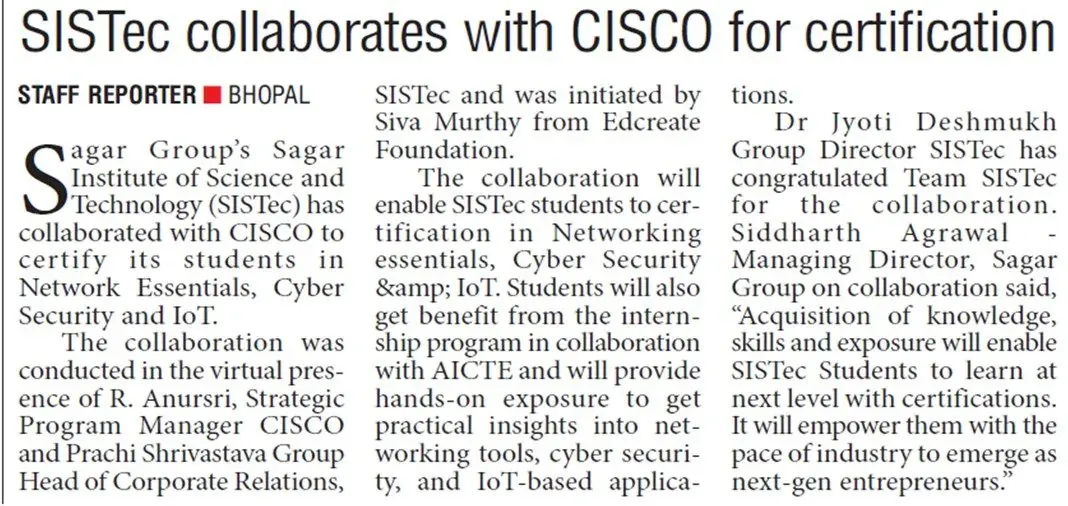 SISTec collaborates with CISCO for certification
STAFF REPORTER ■ BHOPAL
Sagar Group's Sagar
Institute of Science and
Technology (SISTec) has
collaborated with CISCO to
certify its students in
Network Essentials, Cyber
Security and IoT.
The collaboration was
conducted in the virtual pres-
ence of R. Anursri, Strategic
Program Manager CISCO
and Prachi Shrivastava Group
Head of Corporate Relations,
SISTec and was initiated by
Siva Murthy from Edcreate
Foundation.
The collaboration will
enable SISTec students to cer-
tification in Networking
essentials, Cyber Security
&amp; IoT. Students will also
get benefit from the intern-
ship program in collaboration
with AICTE and will provide
hands-on exposure to get
practical insights into net-
working tools, cyber securi-
ty, and IoT-based applica-
tions.
Dr Jyoti Deshmukh
Group Director SISTec has
congratulated Team SISTec
for the collaboration.
Siddharth Agrawal -
Managing Director, Sagar
Group on collaboration said,
“Acquisition of knowledge,
skills and exposure will enable
SISTec Students to learn at
next level with certifications.
It will empower them with the
pace of industry to emerge as
next-gen entrepreneurs.”